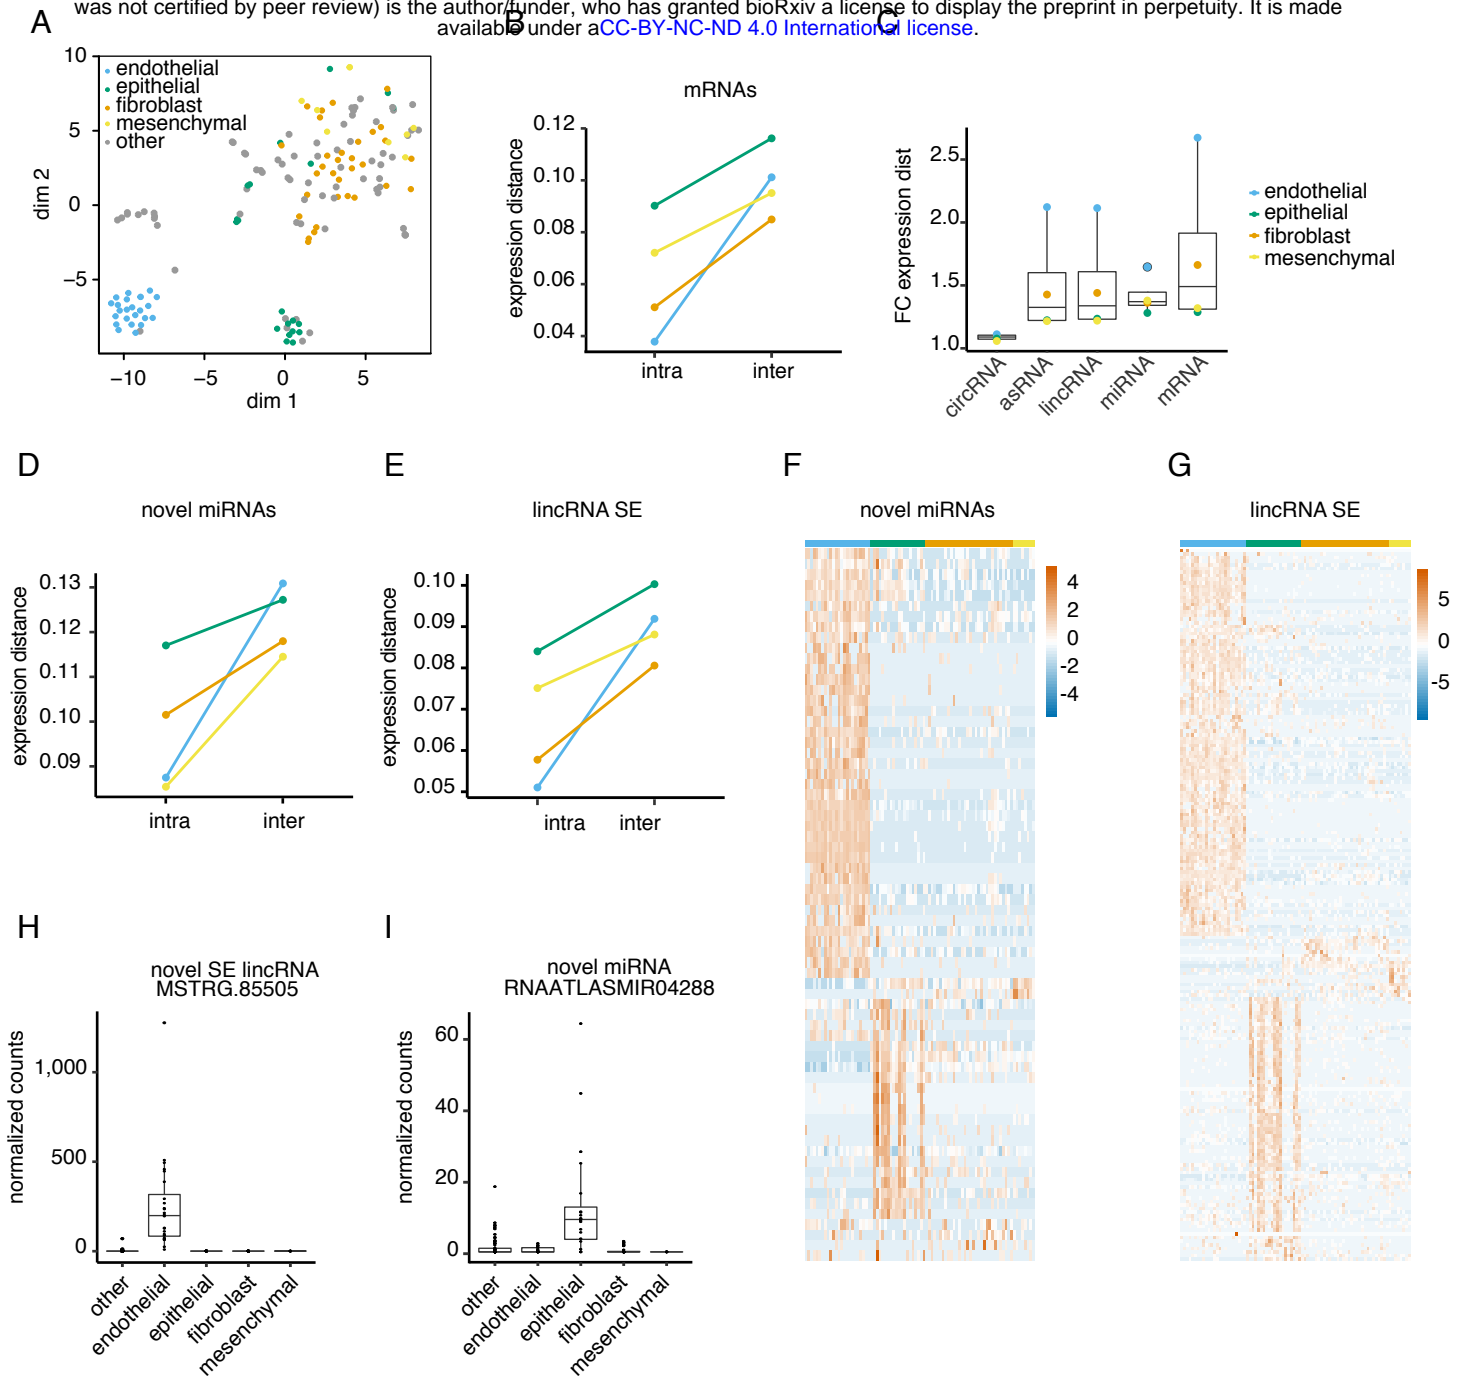 was not certified by peer review) is the author/funder, who has granted bioRxiv a license to display the preprint in perpetuity. It is made
available under aCC-BY-NC-ND 4.0 International license.
A
B
C
endothelial
epithelial
fibroblast
mesenchymal
other
10
5
0
−5
dim 2
−10
−5
0
5
dim 1
mRNAs
0.12
0.10
0.08
0.06
0.04
expression distance
intra
inter
FC expression dist
2.5
2.0
1.5
1.0
circRNA
asRNA
lincRNA
miRNA
mRNA
endothelial
epithelial
fibroblast
mesenchymal
D
E
F
G
novel miRNAs
expression distance
0.13
0.12
0.11
0.10
0.09
intra
inter
lincRNA SE
expression distance
0.10
0.09
0.08
0.07
0.06
0.05
intra
inter
novel miRNAs
4
2
0
-2
-4
lincRNA SE
5
0
-5
H
I
novel SE lincRNA
MSTRG.85505
normalized counts
1,000
500
0
other
endothelial
epithelial
fibroblast
mesenchymal
novel miRNA
RNAATLASMIR04288
normalized counts
60
40
20
0
other
endothelial
epithelial
fibroblast
mesenchymal